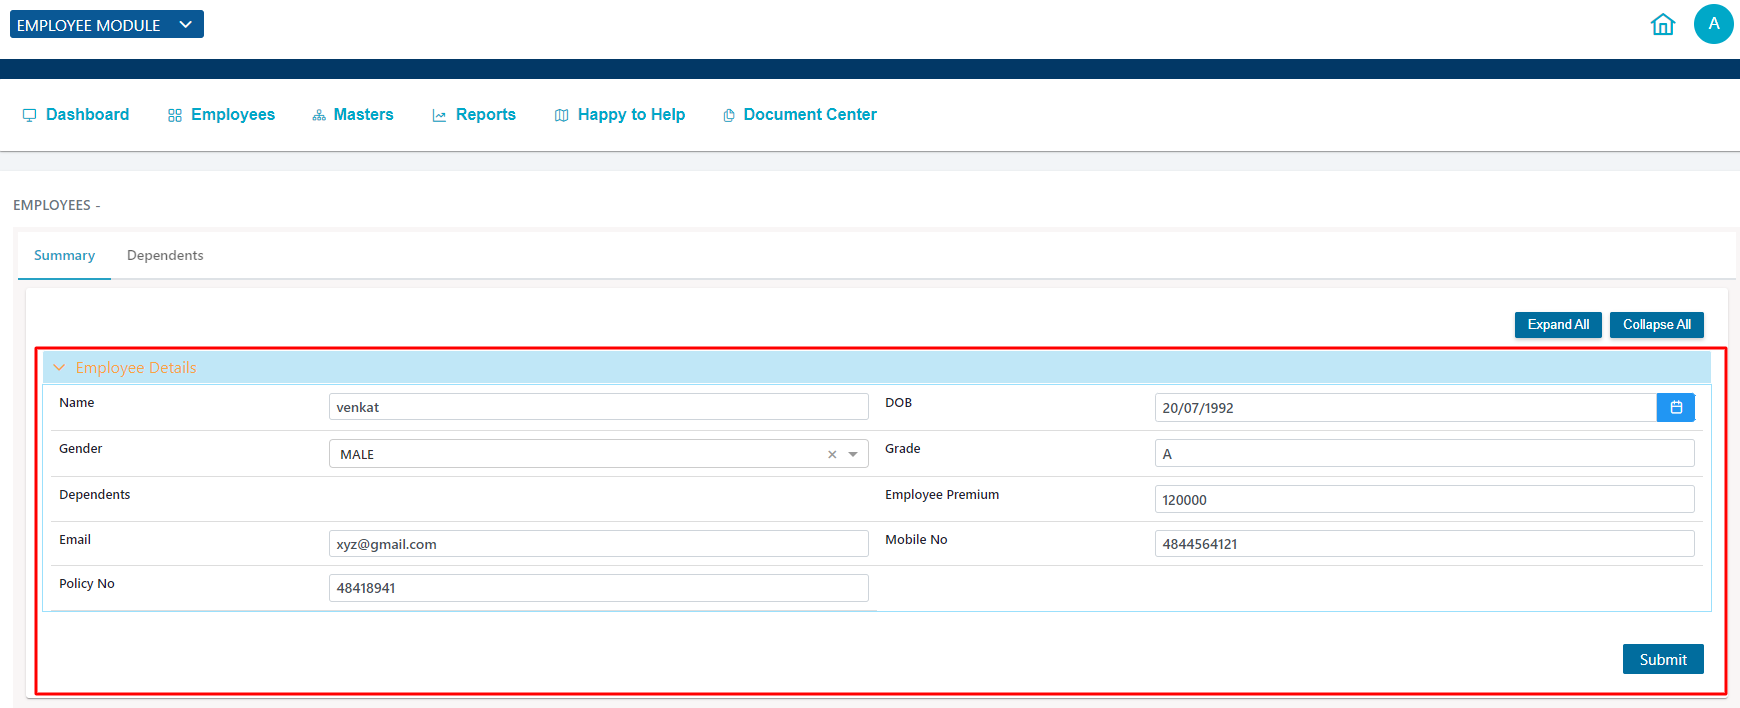 EMPLOYEE MODULE
A
Dashboard Employees Masters Reports Happy to Help Document Center
EMPLOYEES -
Summary Dependents
Expand All Collapse All
Employee Details
Name venkat DOB 20/07/1992
Gender MALE Grade A
Dependents Employee Premium 120000
Email xyz@gmail.com Mobile No 4844564121
Policy No 48418941
Submit